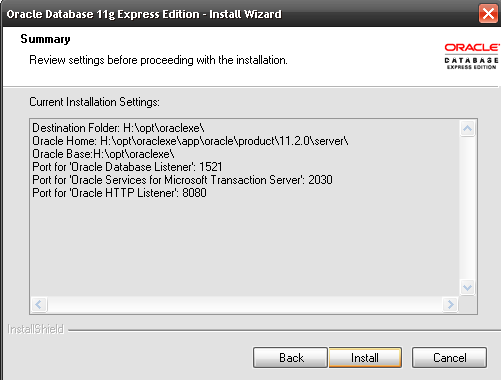 Oracle Database 11g Express Edition - Install Wizard
Summary
Review settings before proceeding with the installation.
ORACLE
DATABASE
EXPRESS EDITION
Current Installation Settings:
Destination Folder: H:\opt\oraclexe\
Oracle Home: H:\opt\oraclexe\app\oracle\product\11.2.0\server\
Oracle Base:H:\opt\oraclexe\
Port for 'Oracle Database Listener': 1521
Port for 'Oracle Services for Microsoft Transaction Server': 2030
Port for 'Oracle HTTP Listener': 8080
InstallShield
Back
Install
Cancel